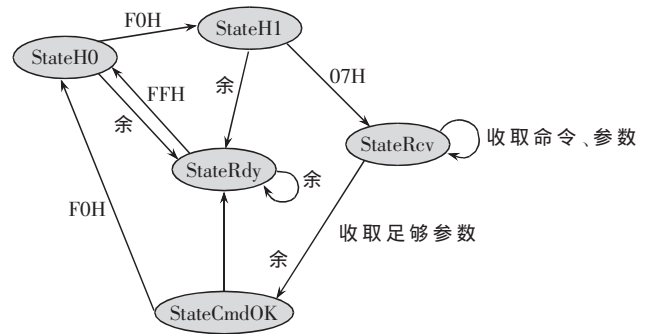 F0H
StateH1
StateH0
07H
余
FFH
余
收取命令、参数
StateRcv
StateRdy
余
F0H
收取足够参数
余
StateCmdOK